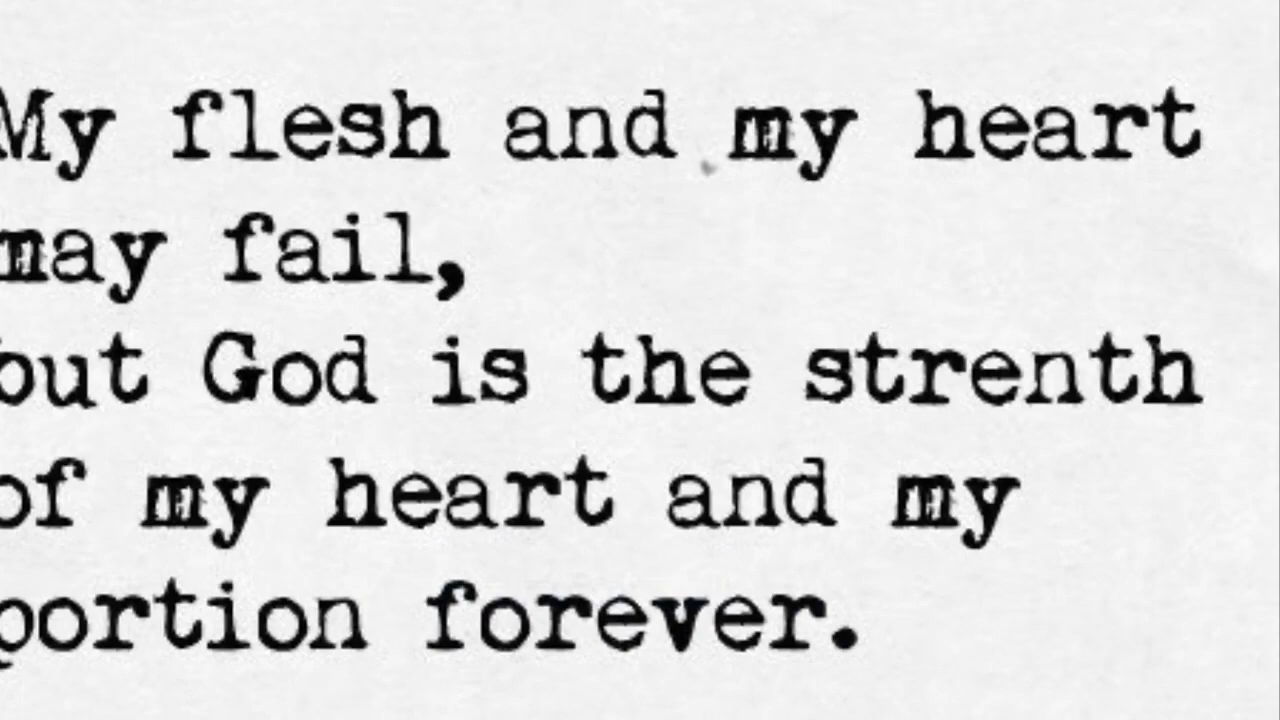 My flesh and my heart
may fail,
but God is the strenth
of my heart and my
portion forever.